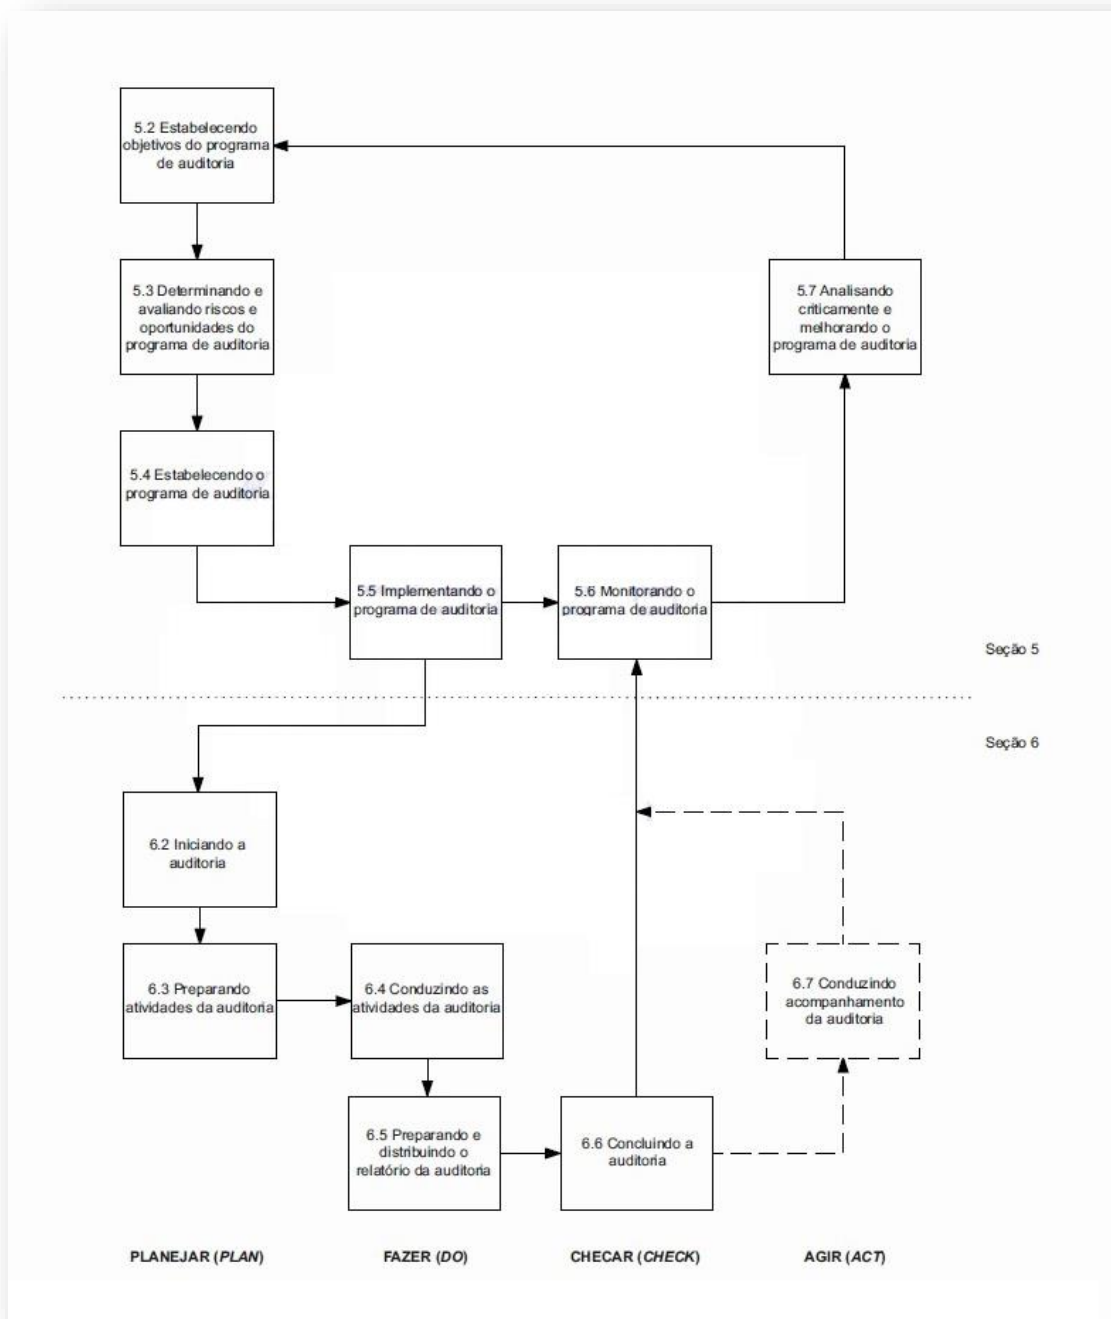 5.2 Estabelecendo
objetivos do programa
de auditoria
5.3 Determinando e
avaliando riscos e
oportunidades do
programa de auditoria
5.7 Analisando
criticamente e
melhorando o
programa de auditoria
5.4 Estabelecendo o
programa de auditoria
5.5 Implementando o
programa de auditoria
5.6 Monitorando o
programa de auditoria
Seção 5
Seção 6
6.2 Iniciando a
auditoria
6.3 Preparando
atividades da auditoria
6.4 Conduzindo as
atividades da auditoria
6.7 Conduzindo
acompanhamento
da auditoria
6.5 Preparando e
distribuindo o
relatório da auditoria
6.6 Concluindo a
auditoria
PLANEJAR (PLAN)
FAZER (DO)
CHECAR (CHECK)
AGIR (ACT)